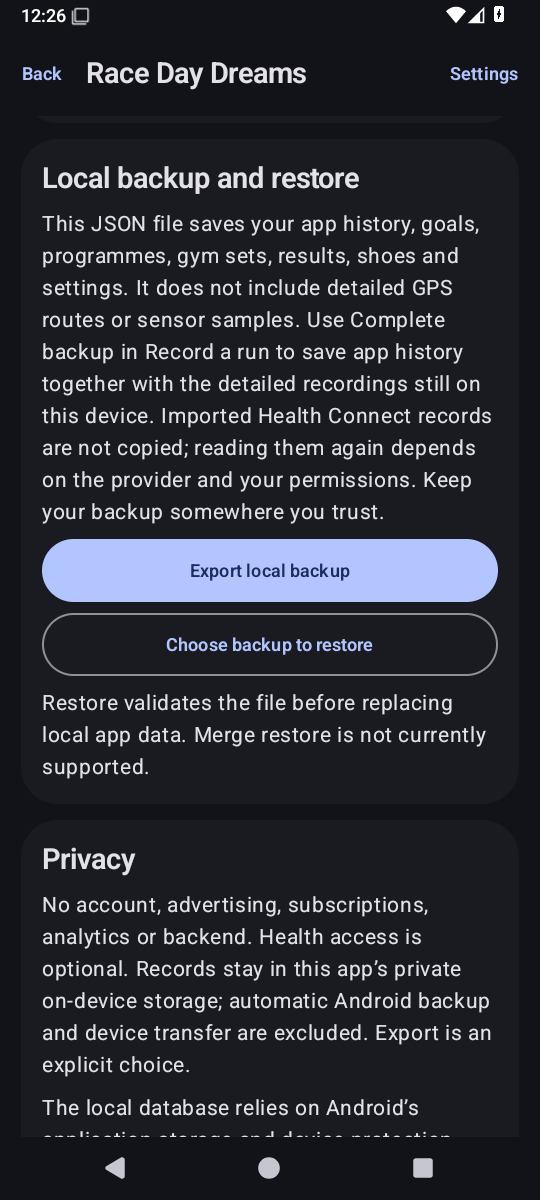 12:26
Back Race Day Dreams Settings
Local backup and restore
This JSON file saves your app history, goals,
programmes, gym sets, results, shoes and
settings. It does not include detailed GPS
routes or sensor samples. Use Complete
backup in Record a run to save app history
together with the detailed recordings still on
this device. Imported Health Connect records
are not copied; reading them again depends
on the provider and your permissions. Keep
your backup somewhere you trust.
Export local backup
Choose backup to restore
Restore validates the file before replacing
local app data. Merge restore is not currently
supported.
Privacy
No account, advertising, subscriptions,
analytics or backend. Health access is
optional. Records stay in this app’s private
on-device storage; automatic Android backup
and device transfer are excluded. Export is an
explicit choice.
The local database relies on Android’s
application storage and device protection